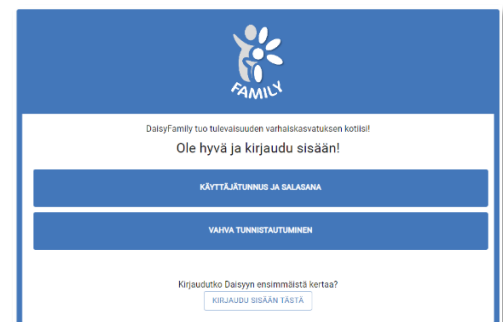 FAMILY
DaisyFamily tuo tulevaisuuden varhaiskasvatuksen kotiisi!
Ole hyvä ja kirjaudu sisään!
KÄYTTÄJÄTUNNUS JA SALASANA
VAHVA TUNNISTAUTUMINEN
Kirjaudutko Daisyyn ensimmäistä kertaa?
KIRJAUDU SISÄÄN TÄSTÄ